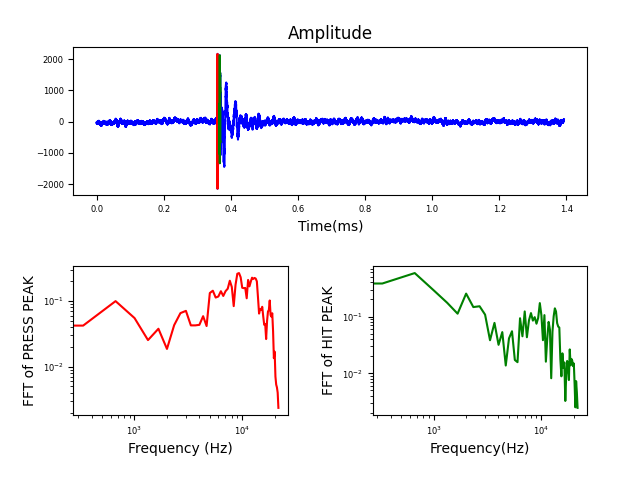 Amplitude
2000
1000
0
−1000
−2000
0.0 0.2 0.4 0.6 0.8 1.0 1.2 1.4
Time(ms)
FFT of PRESS PEAK
10⁻¹
10⁻²
10³ 10⁴
Frequency (Hz)
FFT of HIT PEAK
10⁻¹
10⁻²
10³ 10⁴
Frequency(Hz)